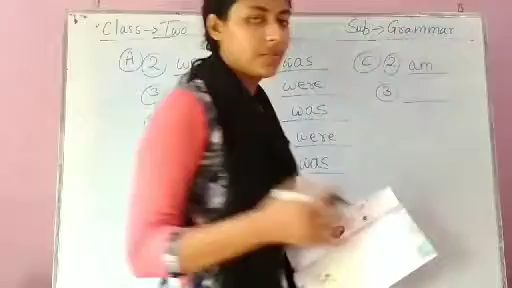 Class → Two Sub → Grammar
A 2 was C 2 am
3 were 3
was
were
was